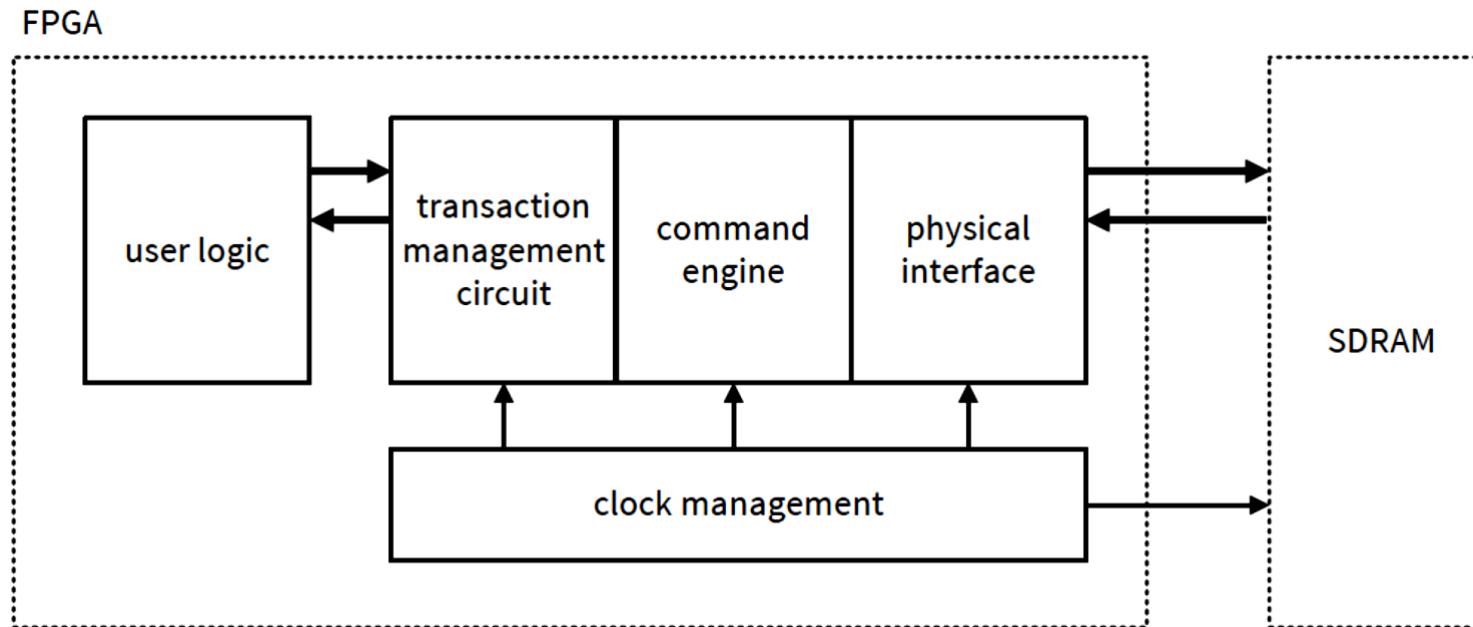 FPGA
user logic
transaction
management
circuit
command
engine
physical
interface
SDRAM
clock management